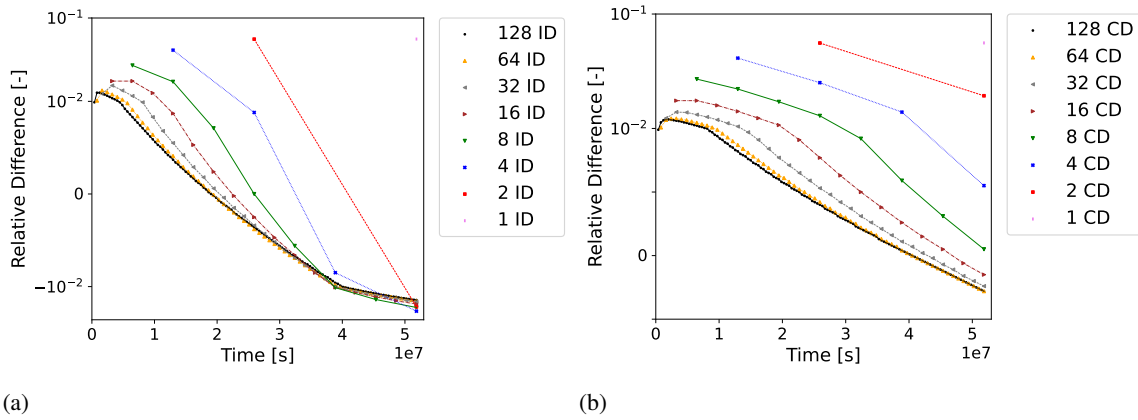 10⁻¹
10⁻²
0
−10⁻²
Relative Difference [-]
0 1 2 3 4 5
1e7
Time [s]
128 ID
64 ID
32 ID
16 ID
8 ID
4 ID
2 ID
1 ID
(a)
10⁻¹
10⁻²
0
Relative Difference [-]
0 1 2 3 4 5
1e7
Time [s]
128 CD
64 CD
32 CD
16 CD
8 CD
4 CD
2 CD
1 CD
(b)